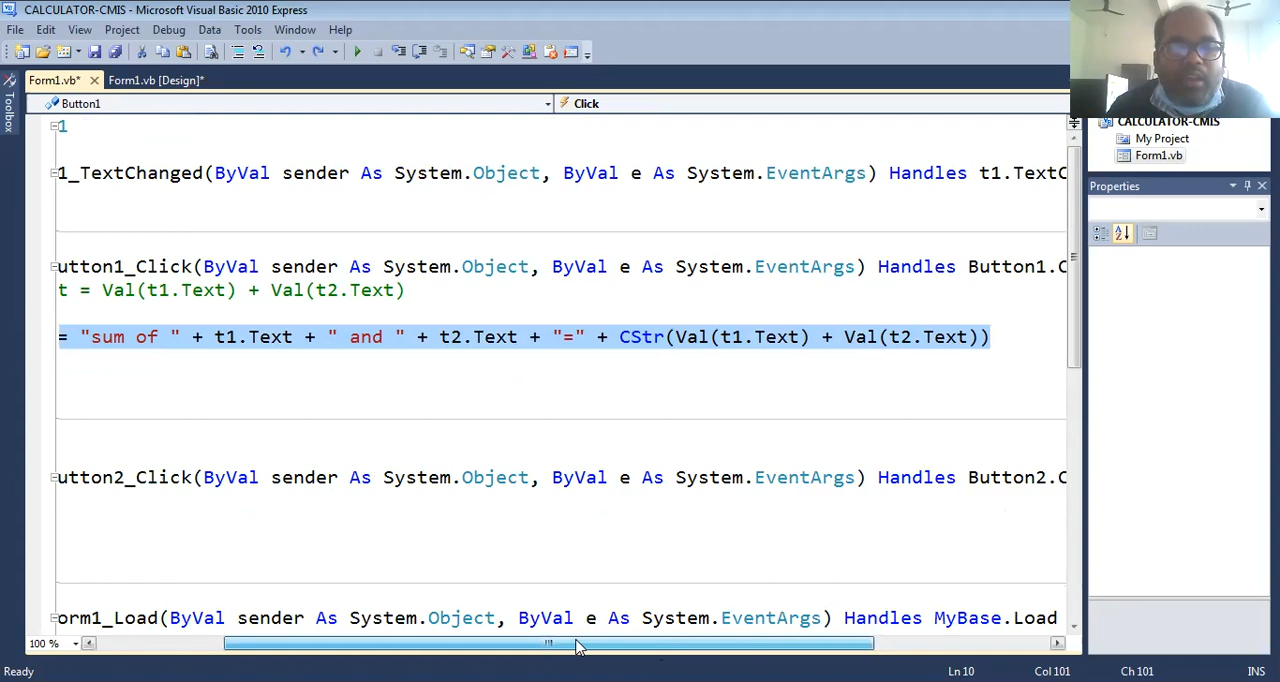 CALCULATOR-CMIS - Microsoft Visual Basic 2010 Express
File Edit View Project Debug Data Tools Window Help
Form1.vb* Form1.vb [Design]*
Button1 Click
Toolbox
1
1_TextChanged(ByVal sender As System.Object, ByVal e As System.EventArgs) Handles t1.TextC
utton1_Click(ByVal sender As System.Object, ByVal e As System.EventArgs) Handles Button1.C
t = Val(t1.Text) + Val(t2.Text)
= "sum of " + t1.Text + " and " + t2.Text + "=" + CStr(Val(t1.Text) + Val(t2.Text))
utton2_Click(ByVal sender As System.Object, ByVal e As System.EventArgs) Handles Button2.C
orm1_Load(ByVal sender As System.Object, ByVal e As System.EventArgs) Handles MyBase.Load
100 %
CALCULATOR-CMIS
My Project
Form1.vb
Properties
Ready Ln 10 Col 101 Ch 101 INS